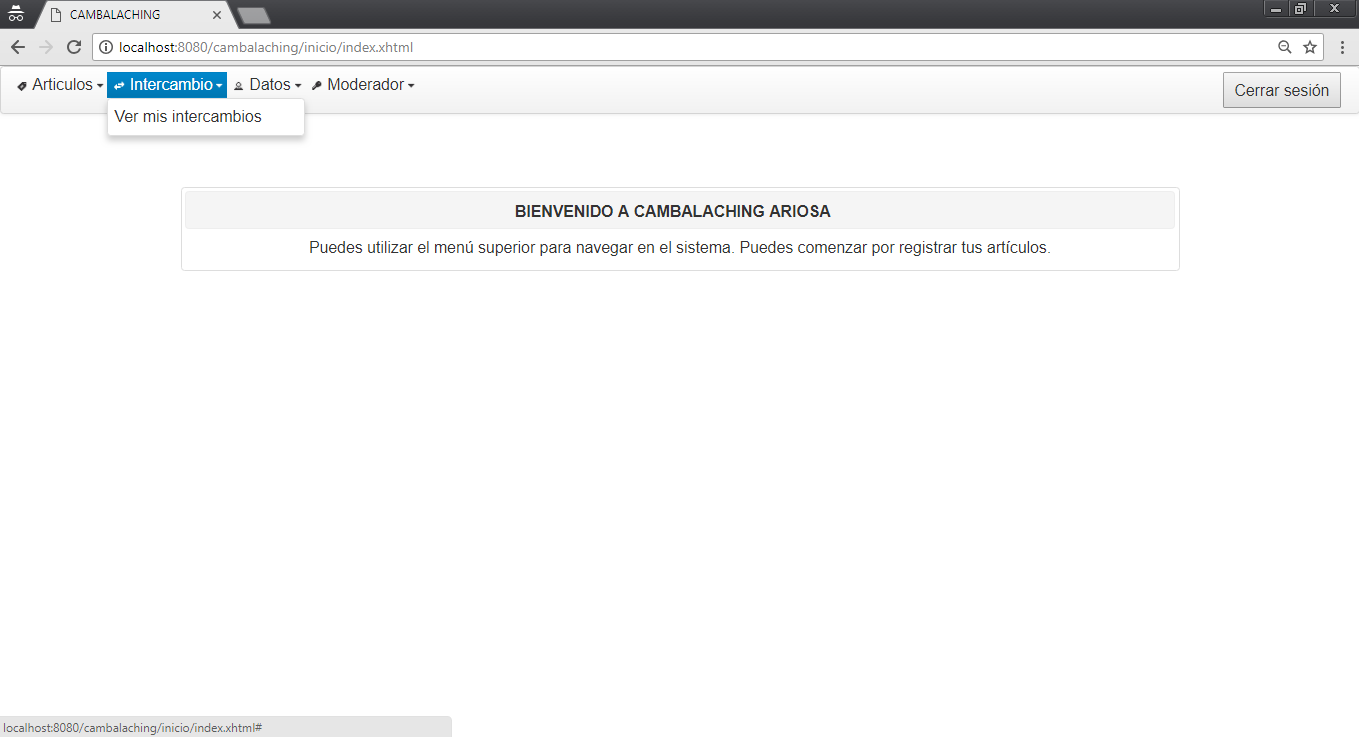 CAMBALACHING
localhost:8080/cambalaching/inicio/index.xhtml
Articulos Intercambio Datos Moderador Cerrar sesión
Ver mis intercambios
BIENVENIDO A CAMBALACHING ARIOSA
Puedes utilizar el menú superior para navegar en el sistema. Puedes comenzar por registrar tus artículos.
localhost:8080/cambalaching/inicio/index.xhtml#